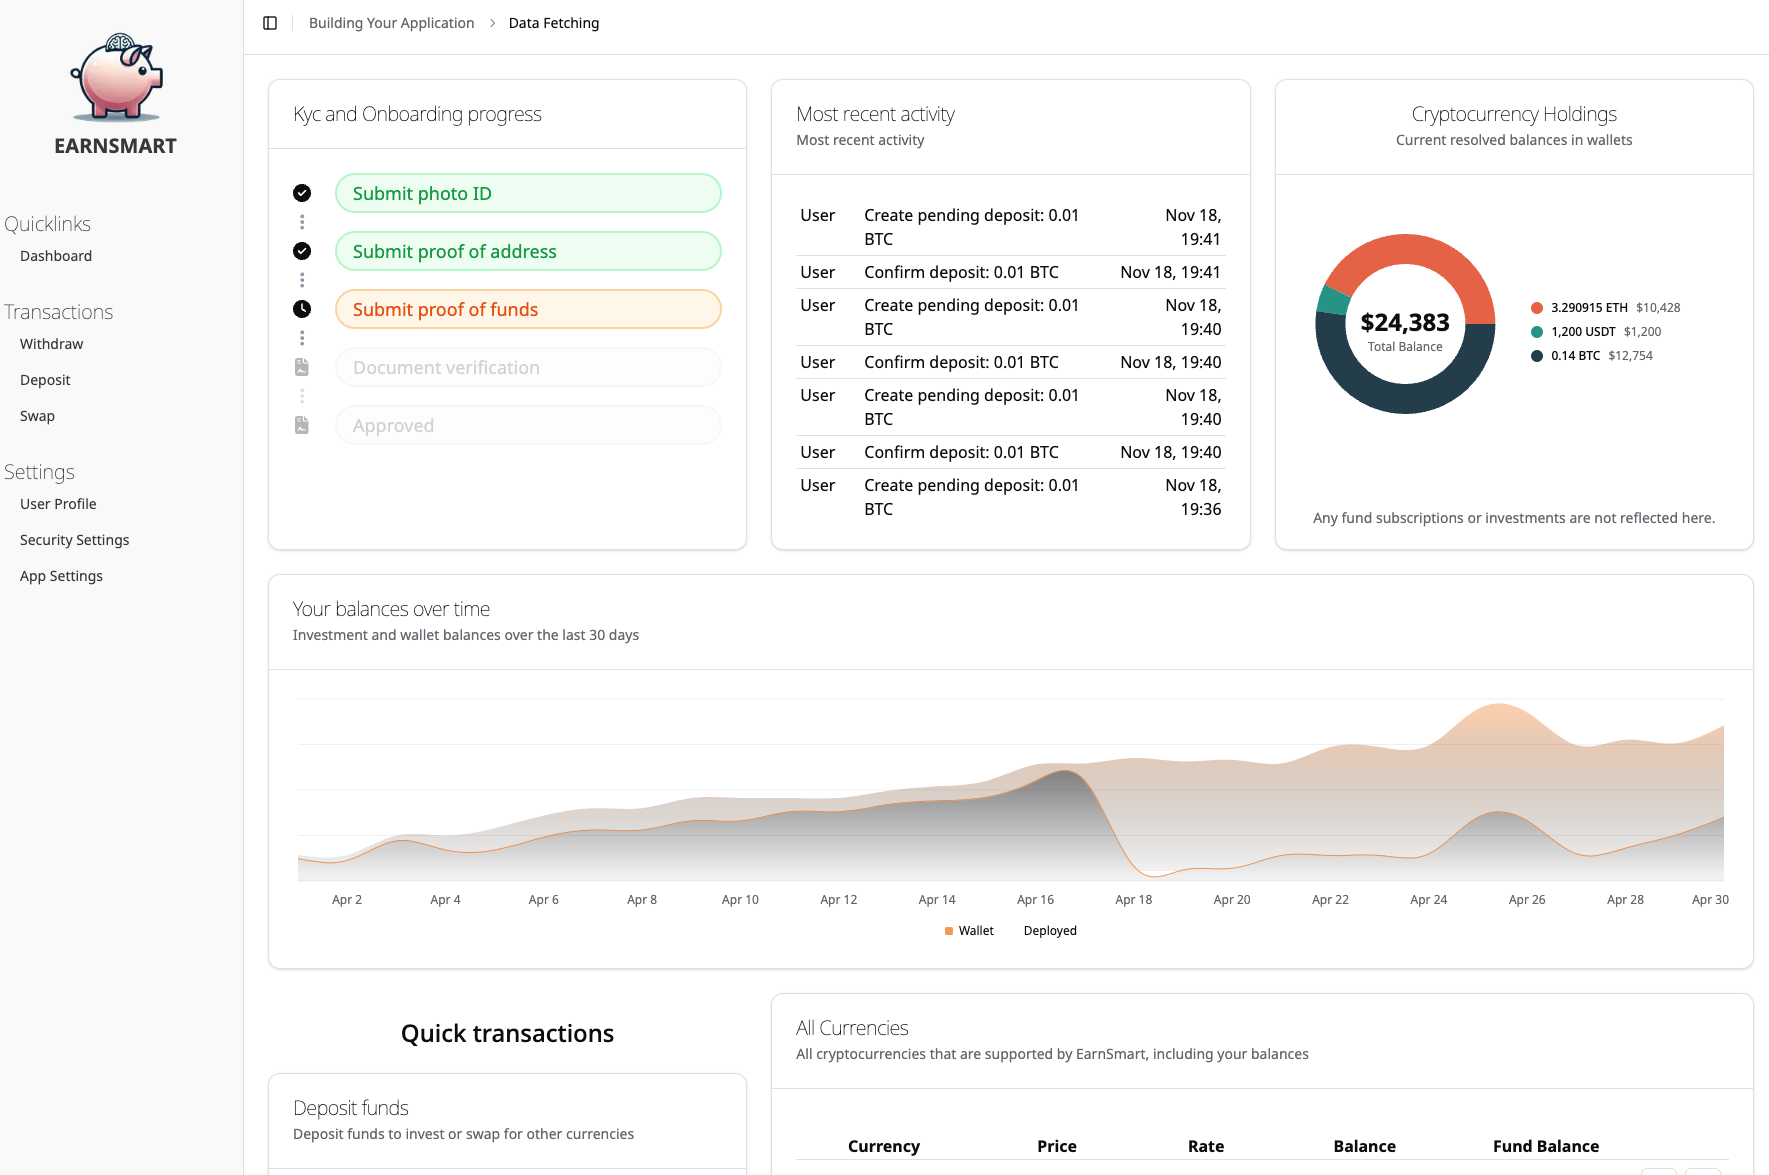 EARNSMART
Quicklinks
Dashboard
Transactions
Withdraw
Deposit
Swap
Settings
User Profile
Security Settings
App Settings
Building Your Application > Data Fetching
Kyc and Onboarding progress
Submit photo ID
Submit proof of address
Submit proof of funds
Document verification
Approved
Most recent activity
Most recent activity
User Create pending deposit: 0.01 Nov 18,
BTC 19:41
User Confirm deposit: 0.01 BTC Nov 18, 19:41
User Create pending deposit: 0.01 Nov 18,
BTC 19:40
User Confirm deposit: 0.01 BTC Nov 18, 19:40
User Create pending deposit: 0.01 Nov 18,
BTC 19:40
User Confirm deposit: 0.01 BTC Nov 18, 19:40
User Create pending deposit: 0.01 Nov 18,
BTC 19:36
Cryptocurrency Holdings
Current resolved balances in wallets
$24,383
Total Balance
3.290915 ETH $10,428
1,200 USDT $1,200
0.14 BTC $12,754
Any fund subscriptions or investments are not reflected here.
Your balances over time
Investment and wallet balances over the last 30 days
Apr 2 Apr 4 Apr 6 Apr 8 Apr 10 Apr 12 Apr 14 Apr 16 Apr 18 Apr 20 Apr 22 Apr 24 Apr 26 Apr 28 Apr 30
Wallet Deployed
Quick transactions
Deposit funds
Deposit funds to invest or swap for other currencies
All Currencies
All cryptocurrencies that are supported by EarnSmart, including your balances
Currency Price Rate Balance Fund Balance